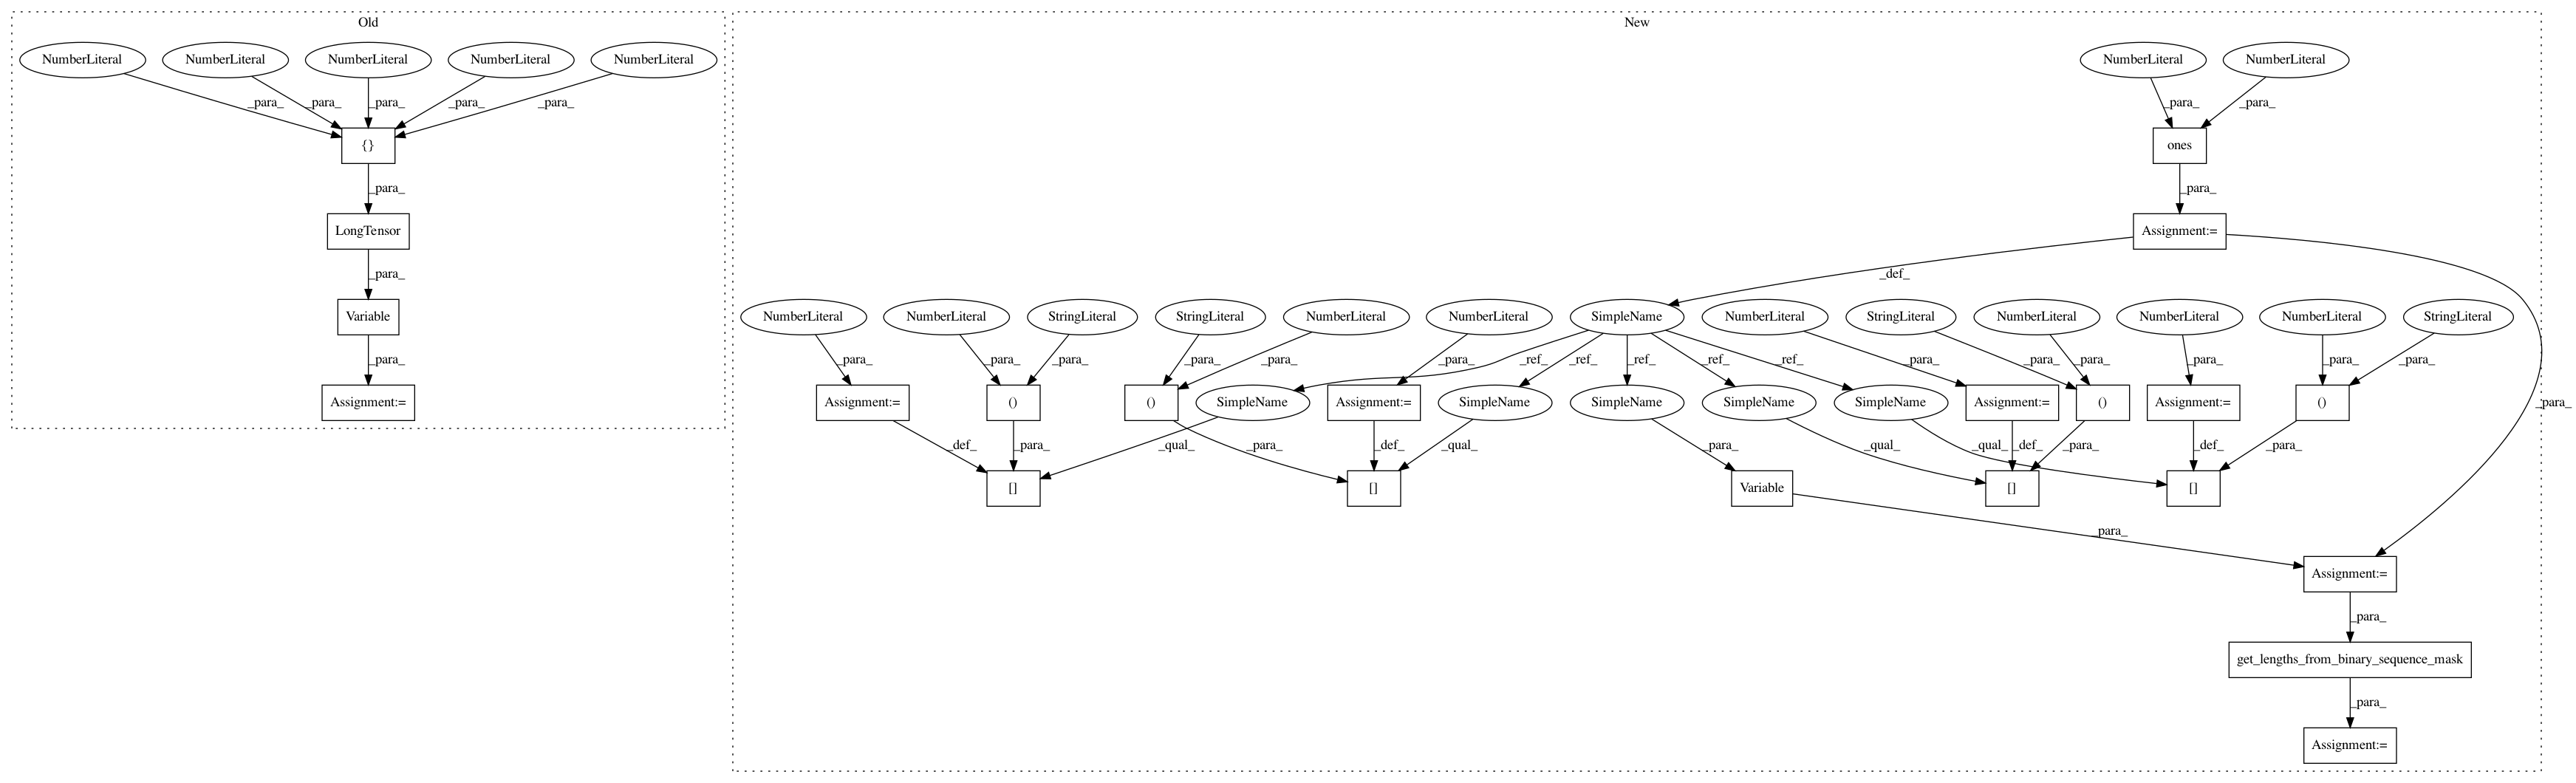 Old
New
NumberLiteral NumberLiteral NumberLiteral NumberLiteral NumberLiteral NumberLiteral NumberLiteral
_para_ _para_ _para_ _para_ _para_ _para_ _para_
{} ones
_para_ _para_
LongTensor Assignment:=
_para_ _def_
Variable NumberLiteral NumberLiteral StringLiteral StringLiteral NumberLiteral NumberLiteral SimpleName NumberLiteral StringLiteral NumberLiteral NumberLiteral NumberLiteral StringLiteral
_para_ _para_ _para_ _para_ _para_ _para_ _para_ _ref_ _ref_ _ref_ _ref_ _ref_ _para_ _para_ _para_ _para_ _para_ _para_
Assignment:= Assignment:= () () SimpleName Assignment:= SimpleName SimpleName SimpleName SimpleName Assignment:= () Assignment:= () _para_
_def_ _para_ _qual_ _para_ _def_ _qual_ _para_ _qual_ _qual_ _def_ _para_ _def_ _para_
[] [] Variable [] []
_para_
Assignment:=
_para_
get_lengths_from_binary_sequence_mask
_para_
Assignment:=